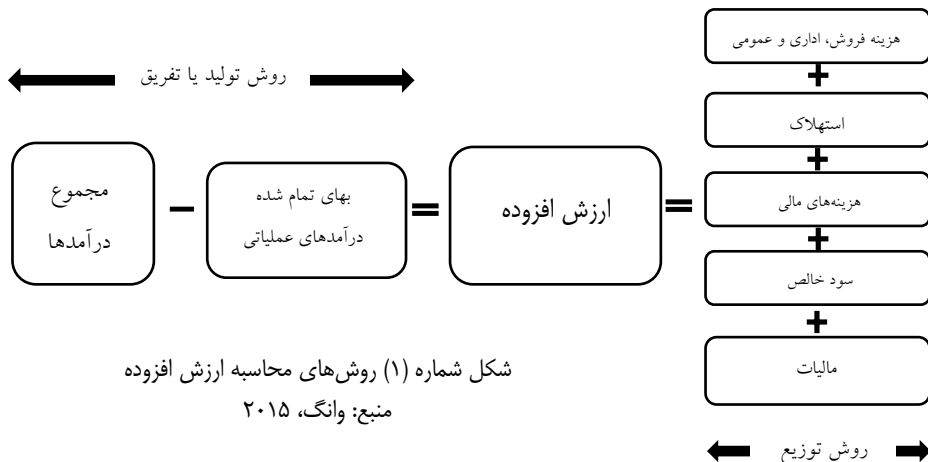 هزینه فروش، اداری و عمومی
+
استهلاک
+
هزینه‌های مالی
+
سود خالص
+
مالیات
روش توزیع
=
ارزش افزوده
=
روش تولید یا تفریق
بهای تمام شده
درآمدهای عملیاتی
−
مجموع
درآمدها
شکل شماره (۱) روش‌های محاسبه ارزش افزوده
منبع: وانگ، ۲۰۱۵